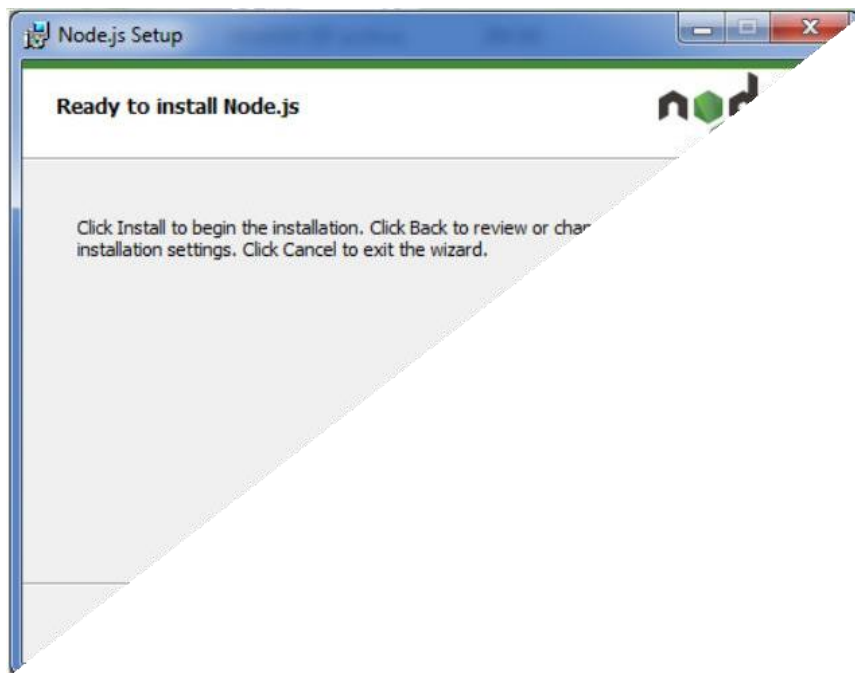 Node.js Setup
Ready to install Node.js
Click Install to begin the installation. Click Back to review or
installation settings. Click Cancel to exit the wizard.